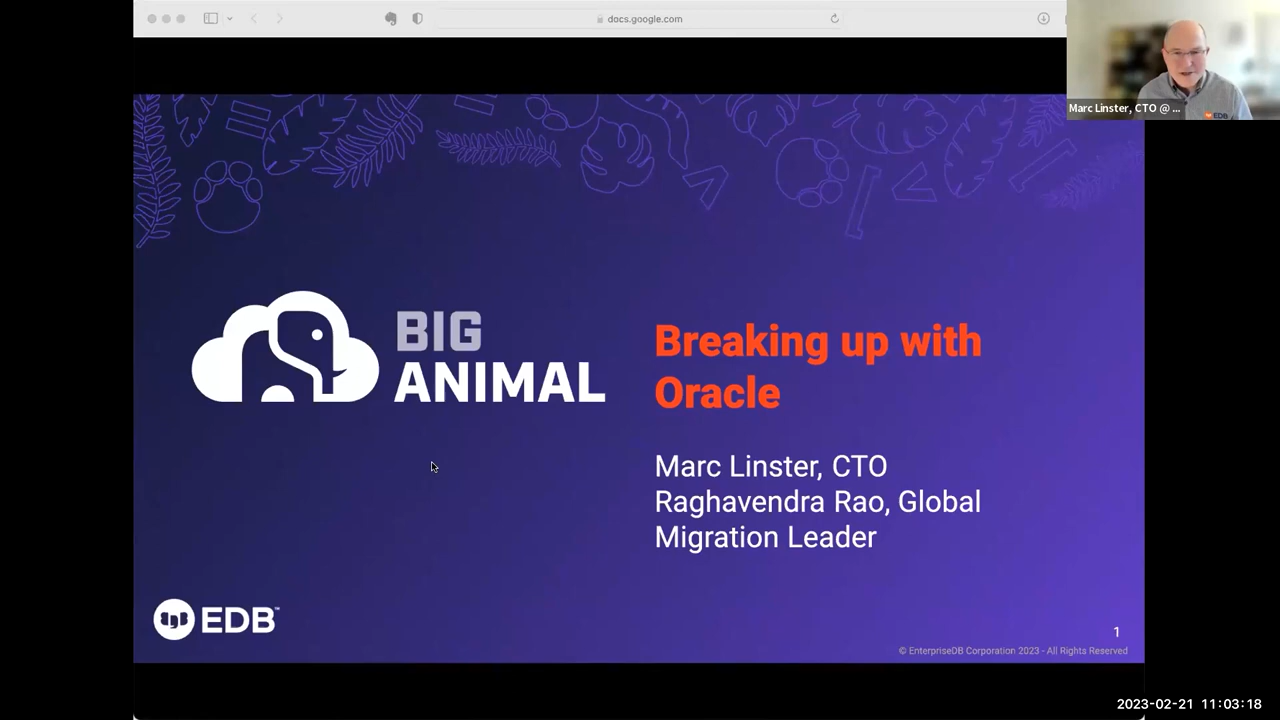 docs.google.com
Marc Linster, CTO @ ...
EDB
BIG
ANIMAL
Breaking up with
Oracle
Marc Linster, CTO
Raghavendra Rao, Global
Migration Leader
EDB™
1
© EnterpriseDB Corporation 2023 - All Rights Reserved
2023-02-21 11:03:18